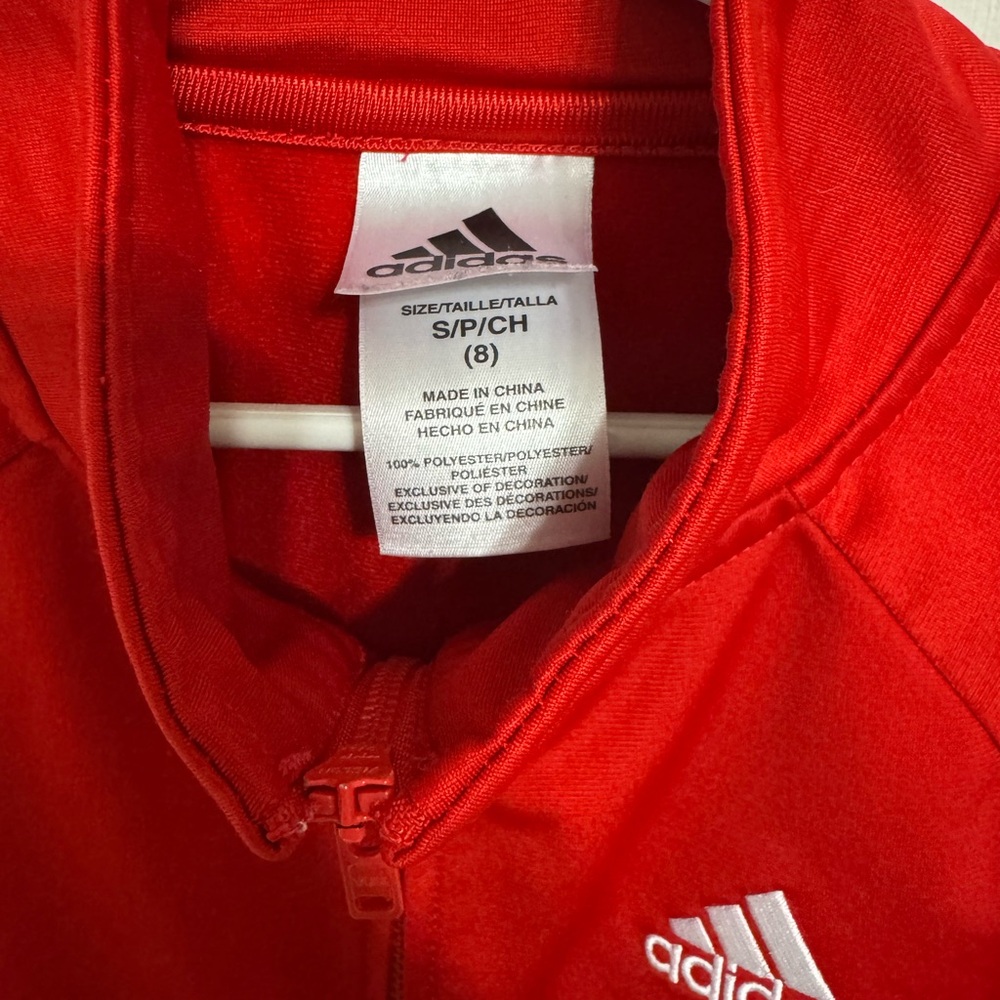 adidas
SIZE/TAILLE/TALLA
S/P/CH
(8)
MADE IN CHINA
FABRIQUÉ EN CHINE
HECHO EN CHINA
100% POLYESTER/POLYESTER/
POLIÉSTER
EXCLUSIVE OF DECORATION/
EXCLUSIVE DES DÉCORATIONS/
EXCLUYENDO LA DECORACIÓN
adidas